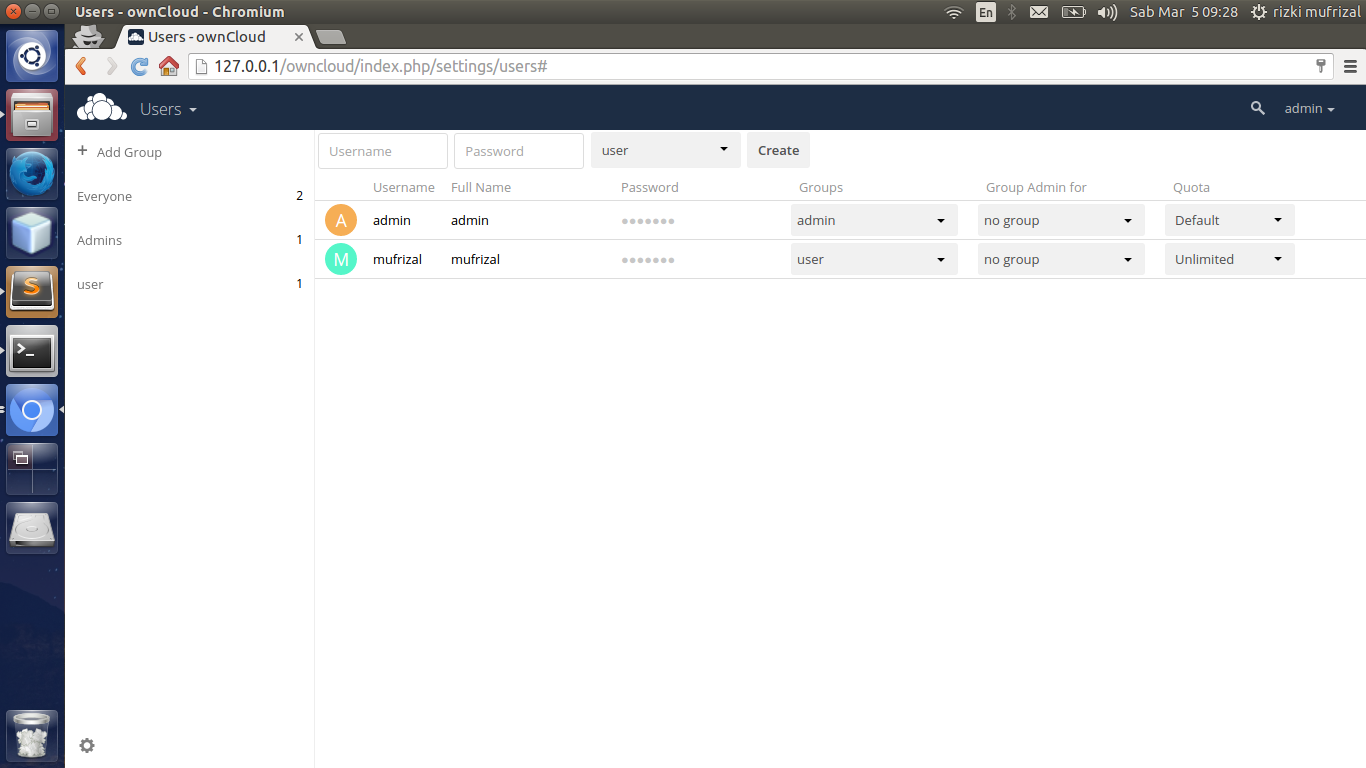 Users - ownCloud - Chromium
En
Sab Mar 5 09:28
rizki mufrizal
Users - ownCloud
127.0.0.1/owncloud/index.php/settings/users#
Users
admin
+ Add Group
Everyone 2
Admins 1
user 1
Username Password user Create
Username Full Name Password Groups Group Admin for Quota
A admin admin ●●●●●●● admin no group Default
M mufrizal mufrizal ●●●●●●● user no group Unlimited